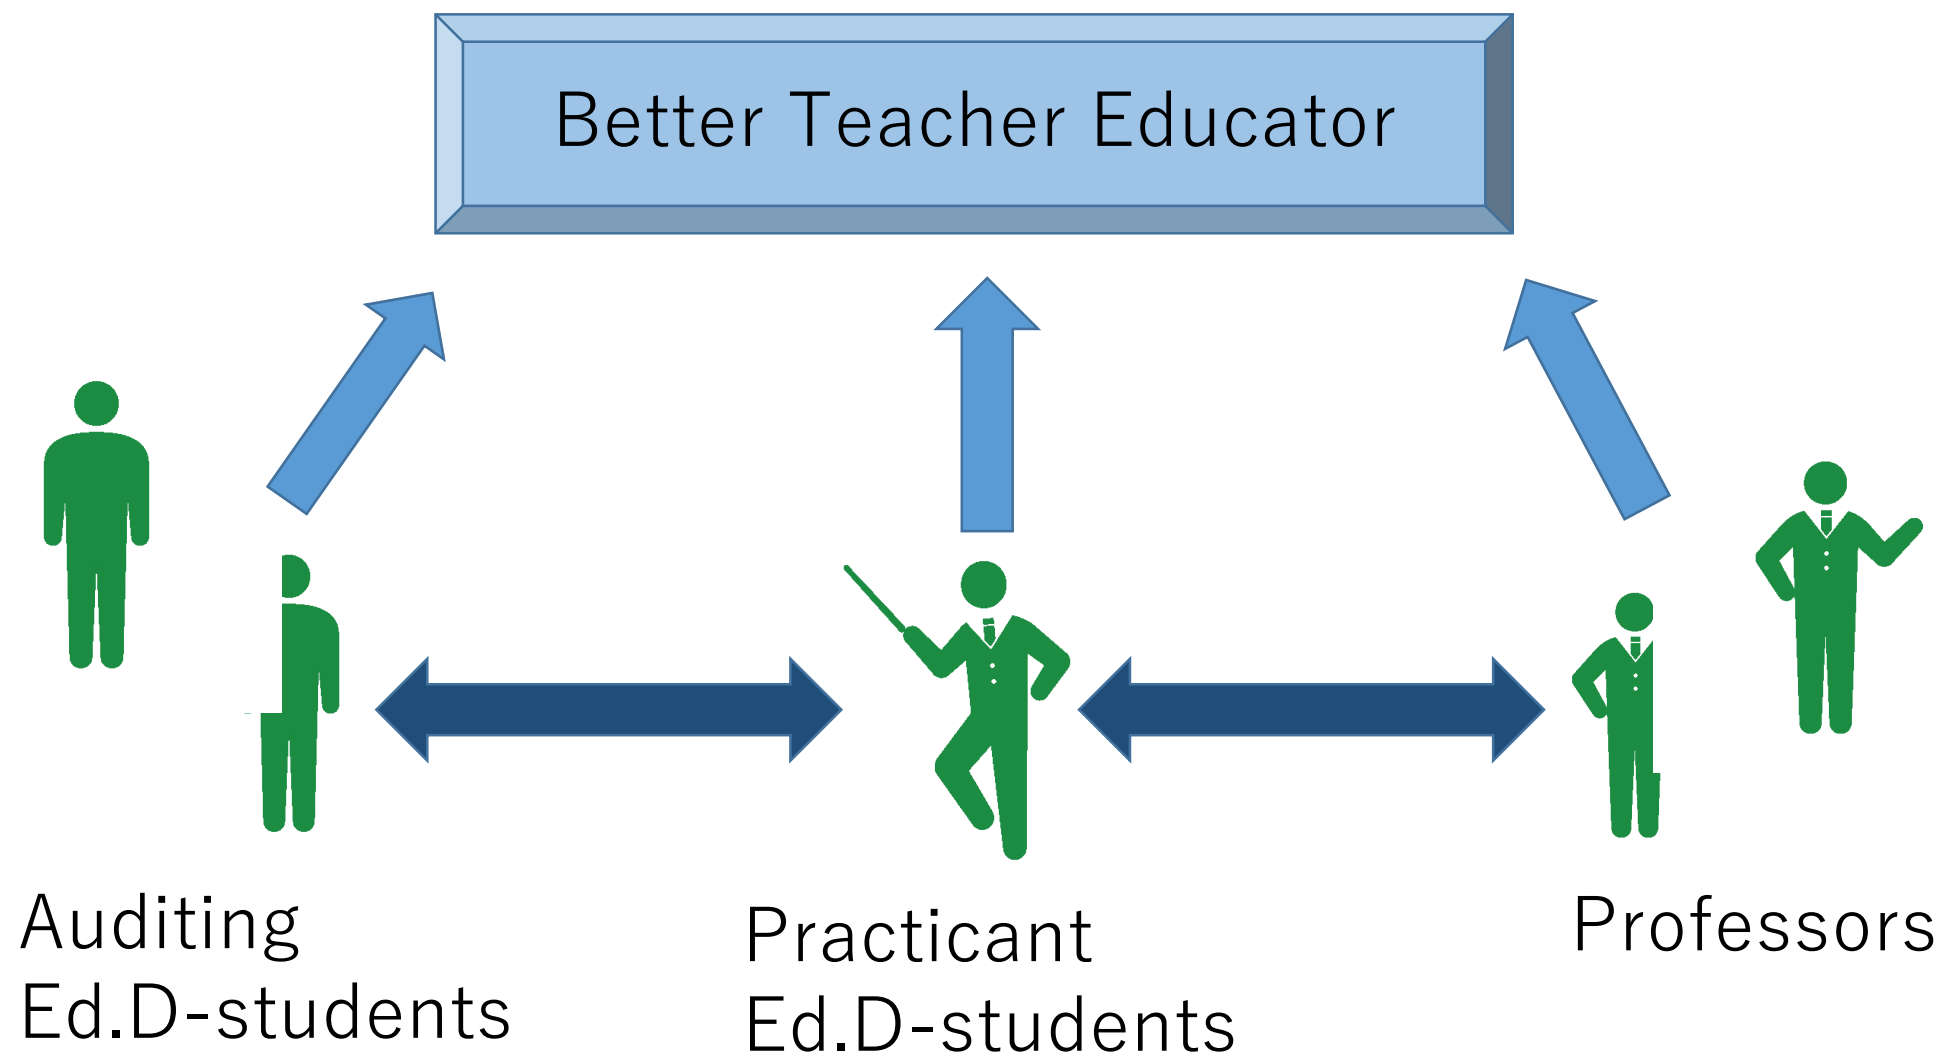 Better Teacher Educator
Auditing
Ed.D-students
Practicant
Ed.D-students
Professors